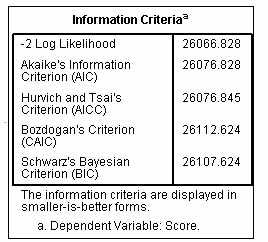 Information Criteriaa
-2 Log Likelihood 26066.828
Akaike's Information 26076.828
Criterion (AIC)
Hurvich and Tsai's 26076.845
Criterion (AICC)
Bozdogan's Criterion 26112.624
(CAIC)
Schwarz's Bayesian 26107.624
Criterion (BIC)
The information criteria are displayed in
smaller-is-better forms.
a. Dependent Variable: Score.